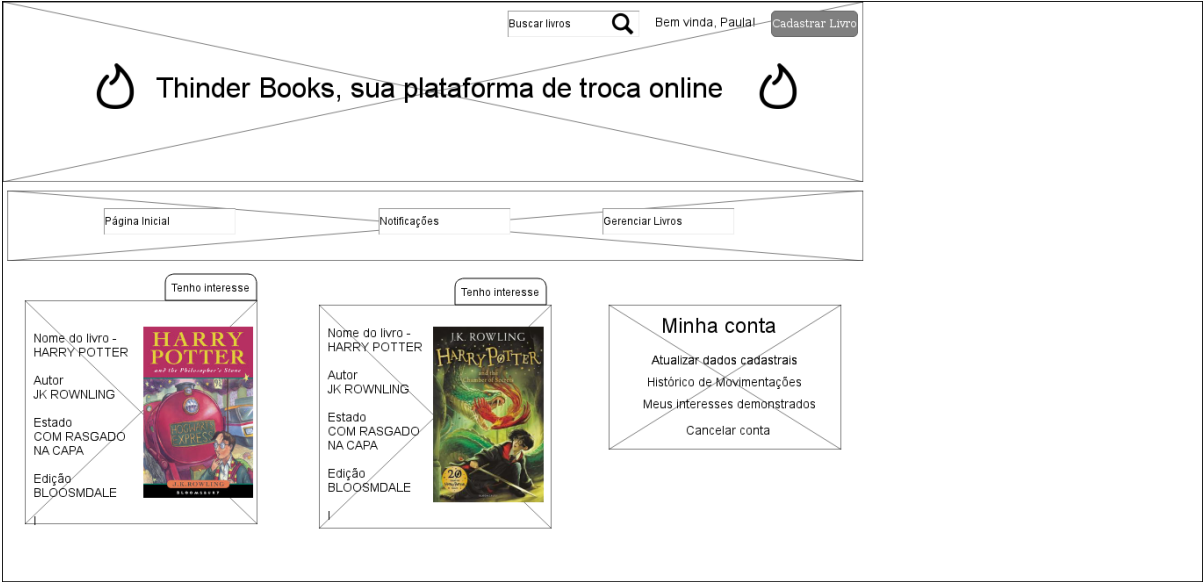 Buscar livros
Bem vinda, Paula!
Cadastrar Livro
Thinder Books, sua plataforma de troca online
Página Inicial
Notificações
Gerenciar Livros
Tenho interesse
Nome do livro -
HARRY POTTER
Autor
JK ROWNLING
Estado
COM RASGADO
NA CAPA
Edição
BLOOSMDALE
HARRY
POTTER
and the Philosopher's Stone
HOGWARTS
EXPRESS
J.K.ROWLING
BLOOMSBURY
Tenho interesse
Nome do livro -
HARRY POTTER
Autor
JK ROWNLING
Estado
COM RASGADO
NA CAPA
Edição
BLOOSMDALE
J.K. ROWLING
HARRY POTTER
and the
Chamber of Secrets
20
Minha conta
Atualizar dados cadastrais
Histórico de Movimentações
Meus interesses demonstrados
Cancelar conta